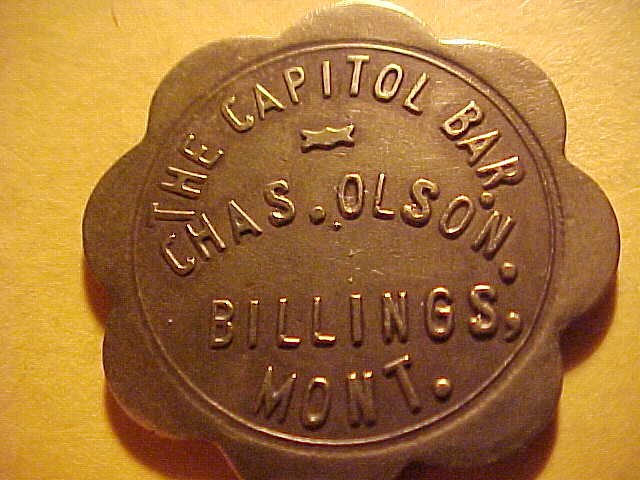 THE CAPITOL BAR.
CHAS. OLSON.
BILLINGS,
MONT.